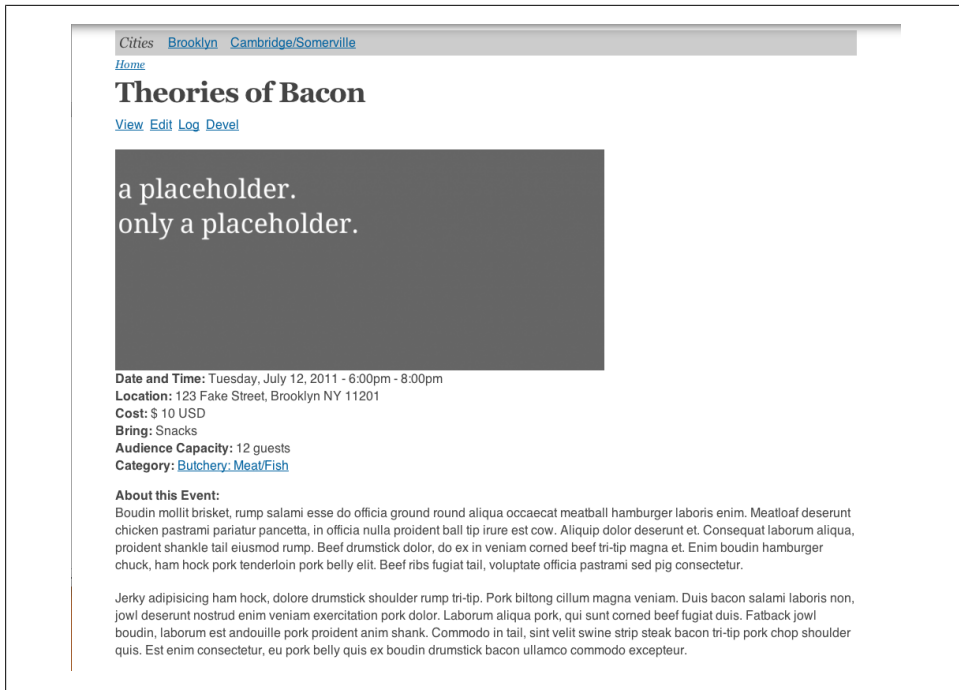 Cities Brooklyn Cambridge/Somerville
Home
Theories of Bacon
View Edit Log Devel
a placeholder.
only a placeholder.
Date and Time: Tuesday, July 12, 2011 - 6:00pm - 8:00pm
Location: 123 Fake Street, Brooklyn NY 11201
Cost: $ 10 USD
Bring: Snacks
Audience Capacity: 12 guests
Category: Butchery: Meat/Fish
About this Event:
Boudin mollit brisket, rump salami esse do officia ground round aliqua occaecat meatball hamburger laboris enim. Meatloaf deserunt
chicken pastrami pariatur pancetta, in officia nulla proident ball tip irure est cow. Aliquip dolor deserunt et. Consequat laborum aliqua,
proident shankle tail eiusmod rump. Beef drumstick dolor, do ex in veniam corned beef tri-tip magna et. Enim boudin hamburger
chuck, ham hock pork tenderloin pork belly elit. Beef ribs fugiat tail, voluptate officia pastrami sed pig consectetur.
Jerky adipisicing ham hock, dolore drumstick shoulder rump tri-tip. Pork biltong cillum magna veniam. Duis bacon salami laboris non,
jowl deserunt nostrud enim veniam exercitation pork dolor. Laborum aliqua pork, qui sunt corned beef fugiat duis. Fatback jowl
boudin, laborum est andouille pork proident anim shank. Commodo in tail, sint velit swine strip steak bacon tri-tip pork chop shoulder
quis. Est enim consectetur, eu pork belly quis ex boudin drumstick bacon ullamco commodo excepteur.